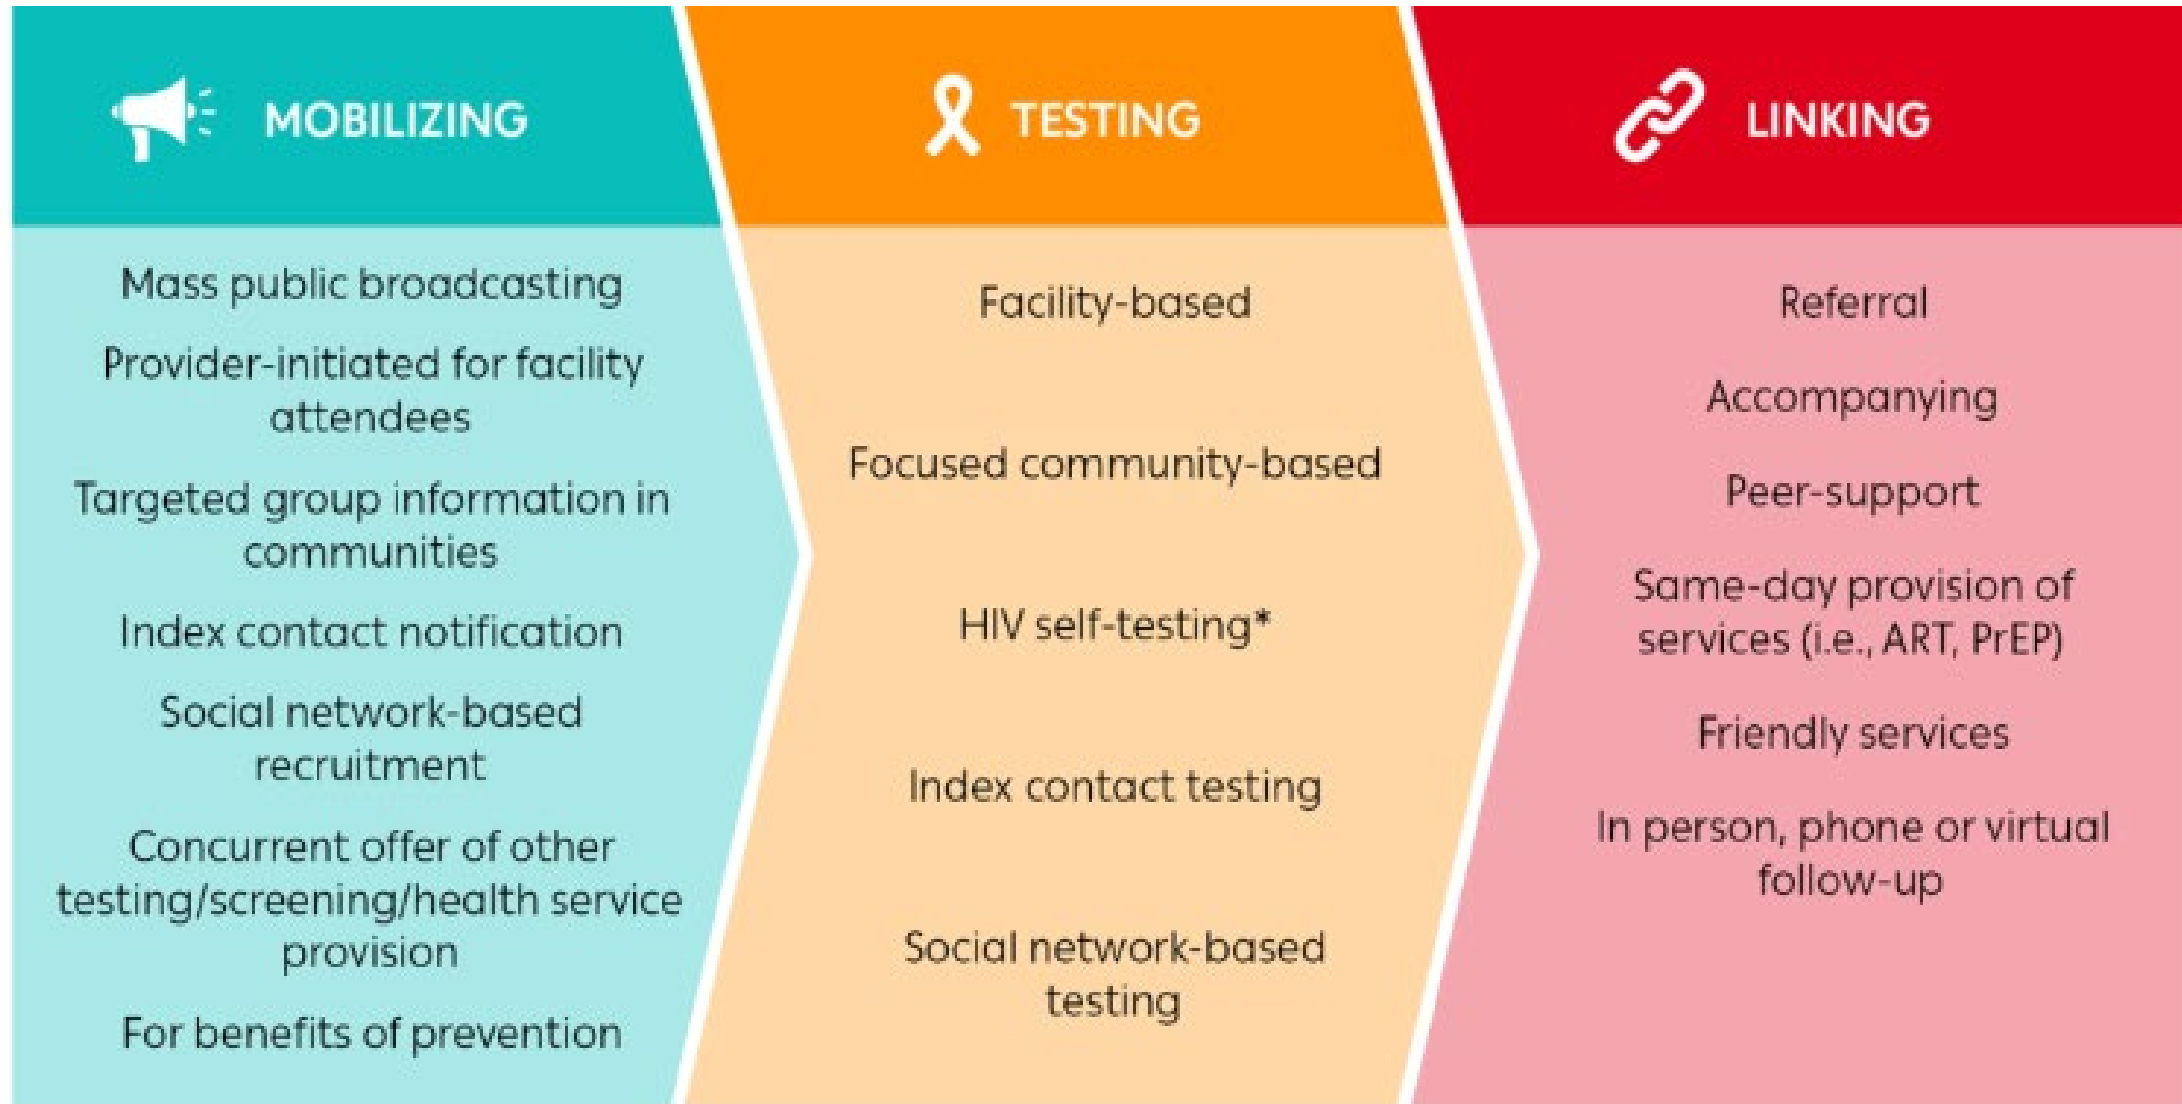 MOBILIZING
Mass public broadcasting
Provider-initiated for facility
attendees
Targeted group information in
communities
Index contact notification
Social network-based
recruitment
Concurrent offer of other
testing/screening/health service
provision
For benefits of prevention
TESTING
Facility-based
Focused community-based
HIV self-testing*
Index contact testing
Social network-based
testing
LINKING
Referral
Accompanying
Peer-support
Same-day provision of
services (i.e., ART, PrEP)
Friendly services
In person, phone or virtual
follow-up